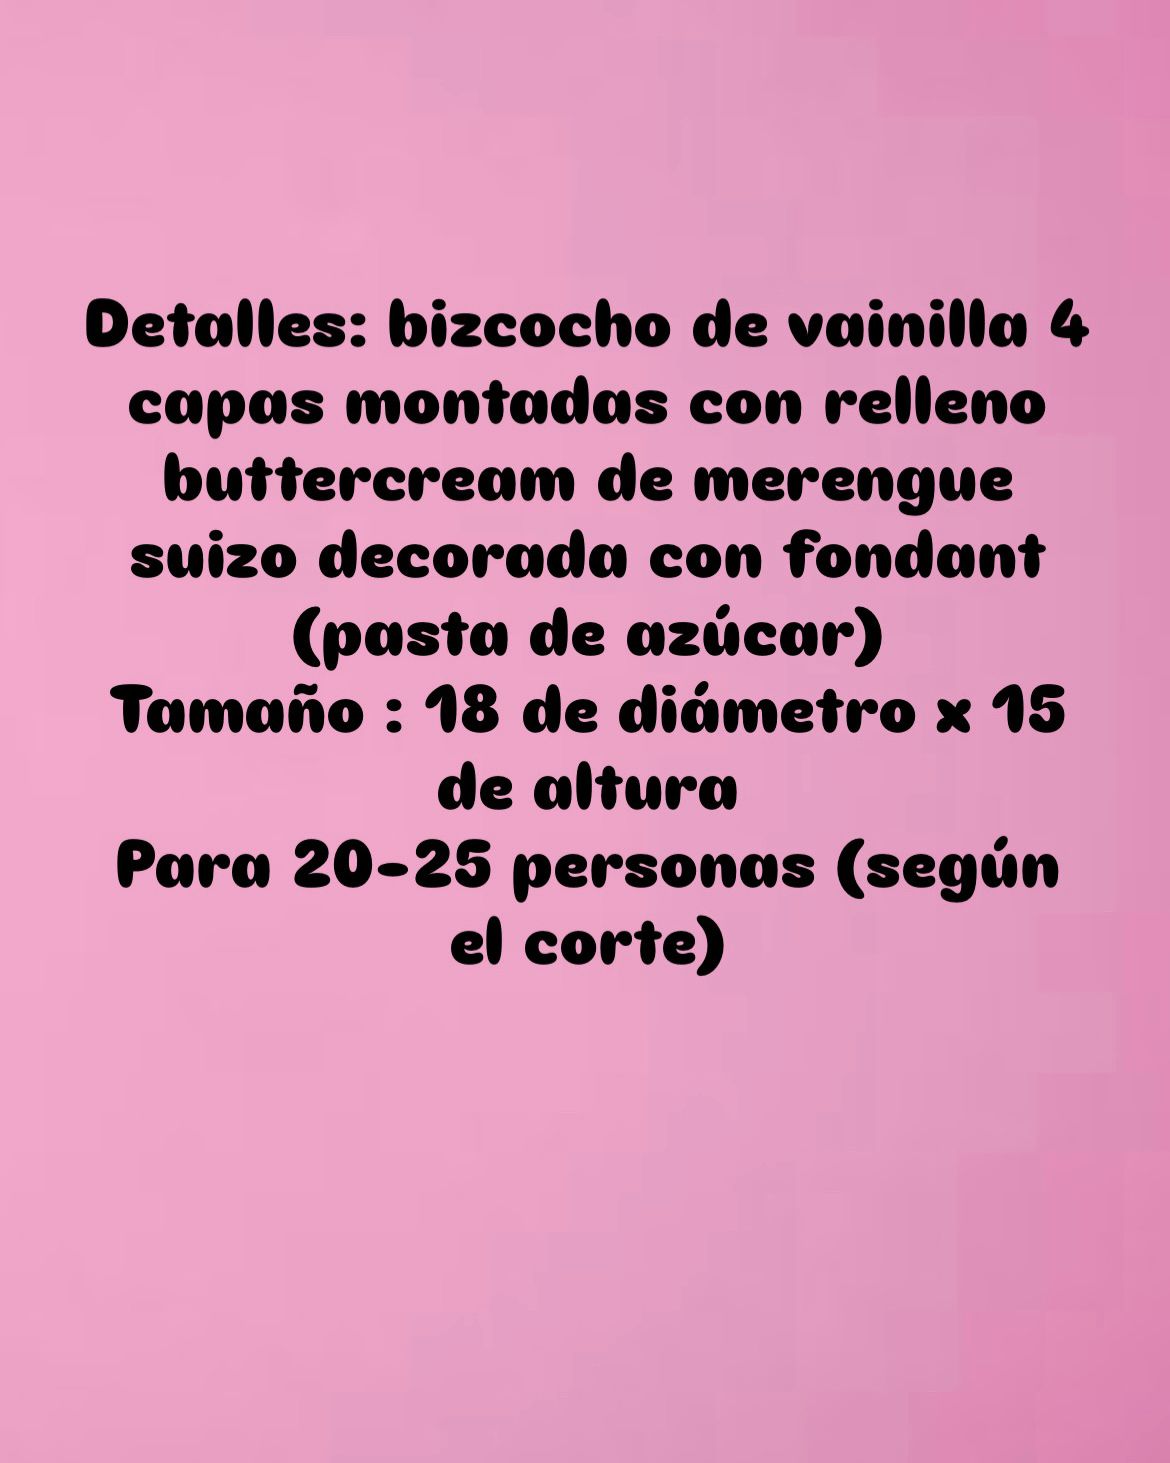 Detalles: bizcocho de vainilla 4
capas montadas con relleno
buttercream de merengue
suizo decorada con fondant
(pasta de azúcar)
Tamaño : 18 de diámetro x 15
de altura
Para 20-25 personas (según
el corte)